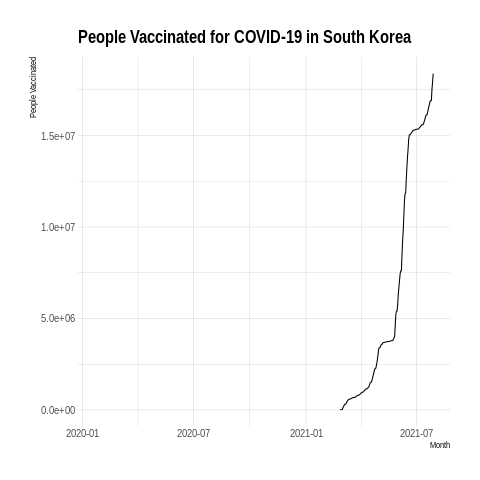 People Vaccinated for COVID-19 in South Korea
People Vaccinated
1.5e+07
1.0e+07
5.0e+06
0.0e+00
2020-01 2020-07 2021-01 2021-07
Month